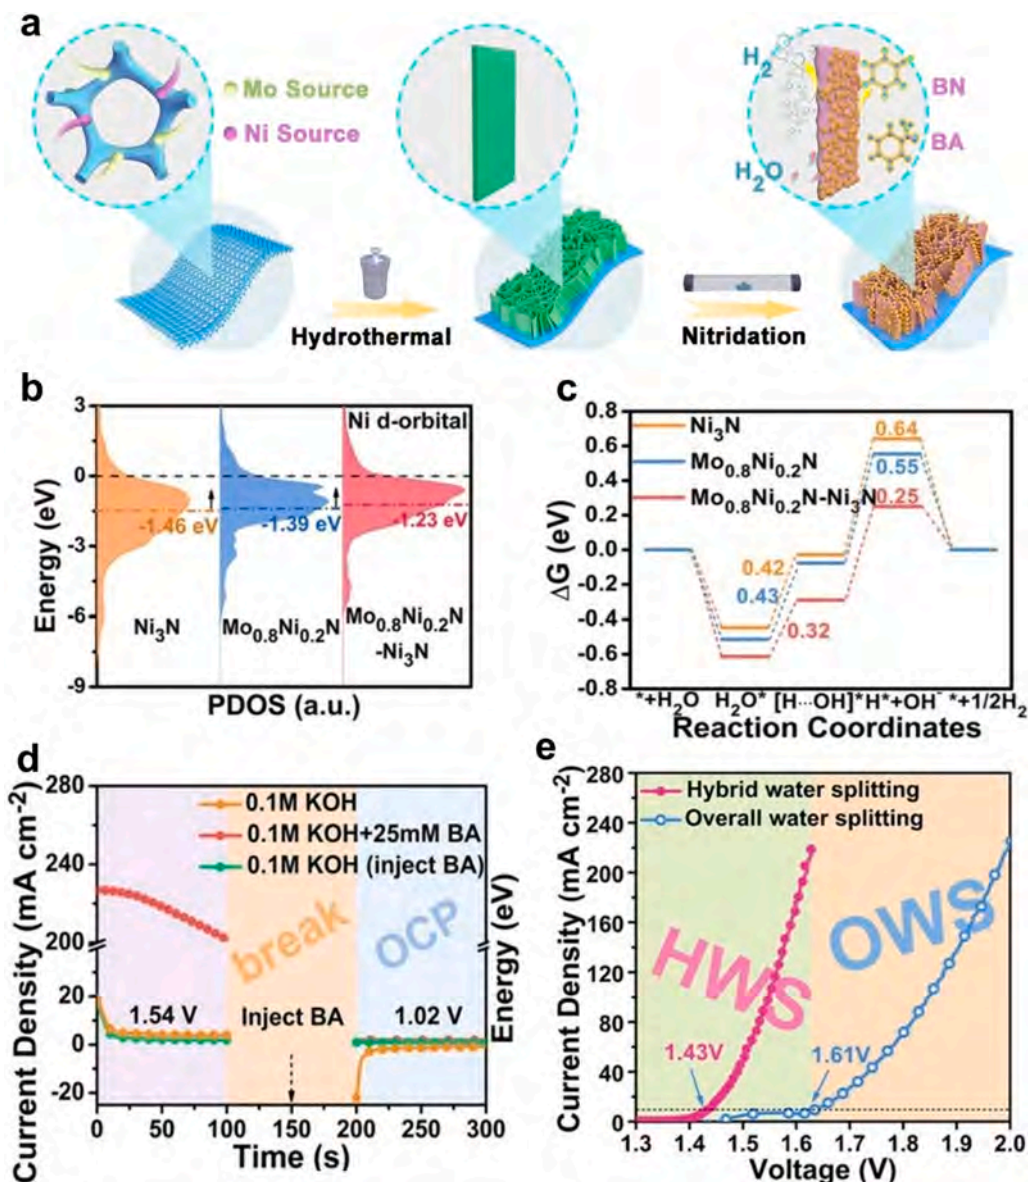 a
Mo Source
Ni Source
H2
H2O
BN
BA
Hydrothermal
Nitridation
b
3
0
-3
-6
-9
Energy (eV)
Ni d-orbital
-1.46 eV
-1.39 eV
-1.23 eV
Ni3N
Mo0.8Ni0.2N
Mo0.8Ni0.2N
-Ni3N
PDOS (a.u.)
c
0.8
0.6
0.4
0.2
0.0
-0.2
-0.4
-0.6
-0.8
ΔG (eV)
Ni3N
Mo0.8Ni0.2N
Mo0.8Ni0.2N-Ni3N
0.64
0.55
0.25
0.42
0.43
0.32
*+H2O H2O* [H···OH]* *H*+OH- *+1/2H2
Reaction Coordinates
d
280
260
240
220
200
20
0
-20
Current Density (mA cm-2)
0.1M KOH
0.1M KOH+25mM BA
0.1M KOH (inject BA)
break
OCP
1.54 V
Inject BA
1.02 V
Energy (eV)
0 50 100 150 200 250 300
Time (s)
e
280
240
200
160
120
80
40
0
Current Density (mA cm-2)
Hybrid water splitting
Overall water splitting
HWS
OWS
1.43V
1.61V
1.3 1.4 1.5 1.6 1.7 1.8 1.9 2.0
Voltage (V)